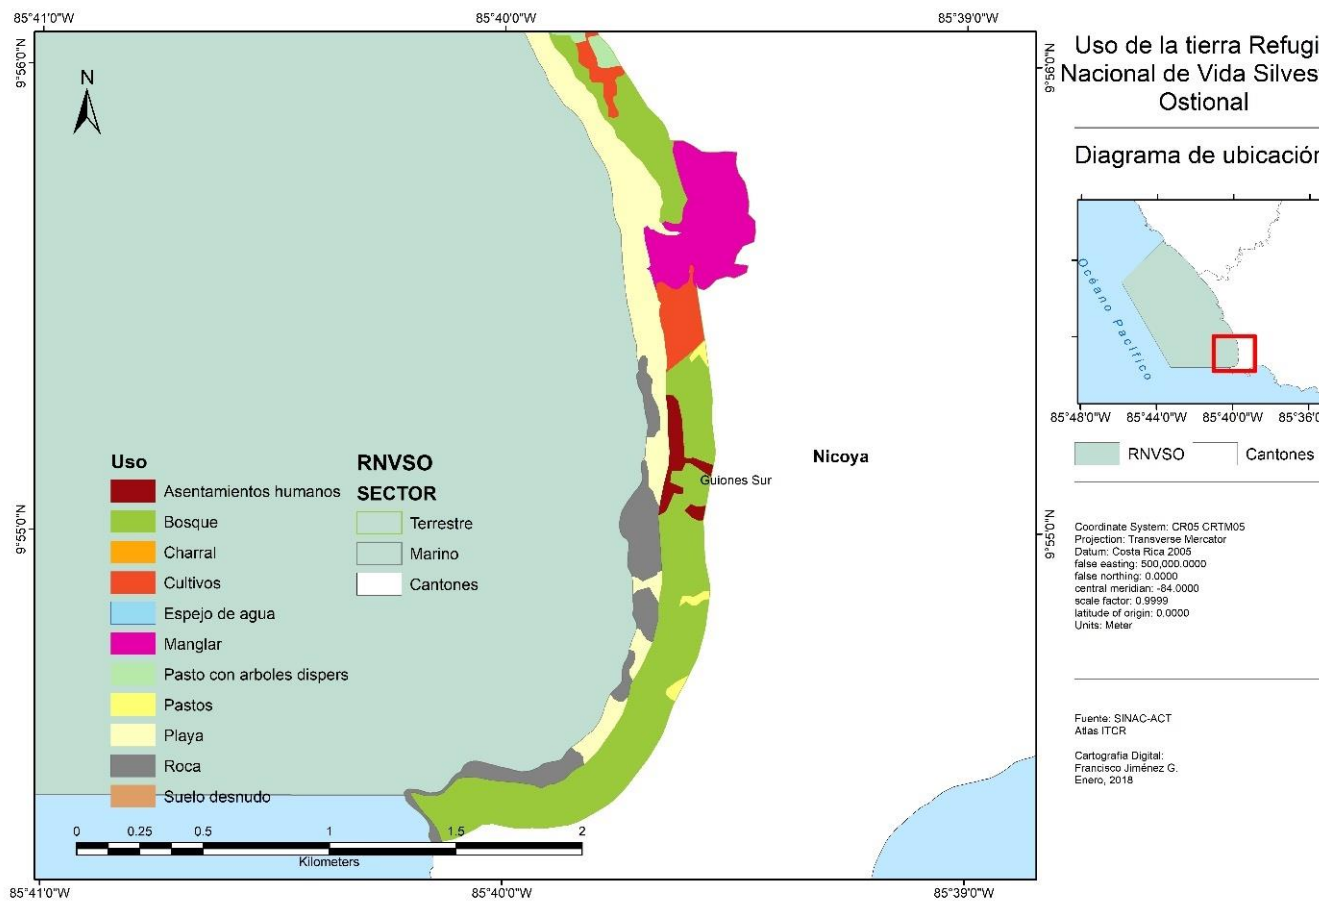 85°41'0"W
85°40'0"W
85°39'0"W
9°56'0"N
9°56'0"N
N
Uso de la tierra Refugi
Nacional de Vida Silves
Ostional
Diagrama de ubicación
Océano Pacífico
85°48'0"W
85°44'0"W
85°40'0"W
85°36'0"
RNVSO
Cantones
Nicoya
Guiones Sur
Uso
Asentamientos humanos
Bosque
Charral
Cultivos
Espejo de agua
Manglar
Pasto con arboles dispers
Pastos
Playa
Roca
Suelo desnudo
RNVSO
SECTOR
Terrestre
Marino
Cantones
9°55'0"N
9°55'0"N
Coordinate System: CR05 CRTM05
Projection: Transverse Mercator
Datum: Costa Rica 2005
false easting: 500,000.0000
false northing: 0.0000
central meridian: -84.0000
scale factor: 0.9999
latitude of origin: 0.0000
Units: Meter
Fuente: SINAC-ACT
Atlas ITCR
Cartografia Digital:
Francisco Jiménez G.
Enero, 2018
0 0.25 0.5 1 1.5 2
Kilometers
85°41'0"W
85°40'0"W
85°39'0"W